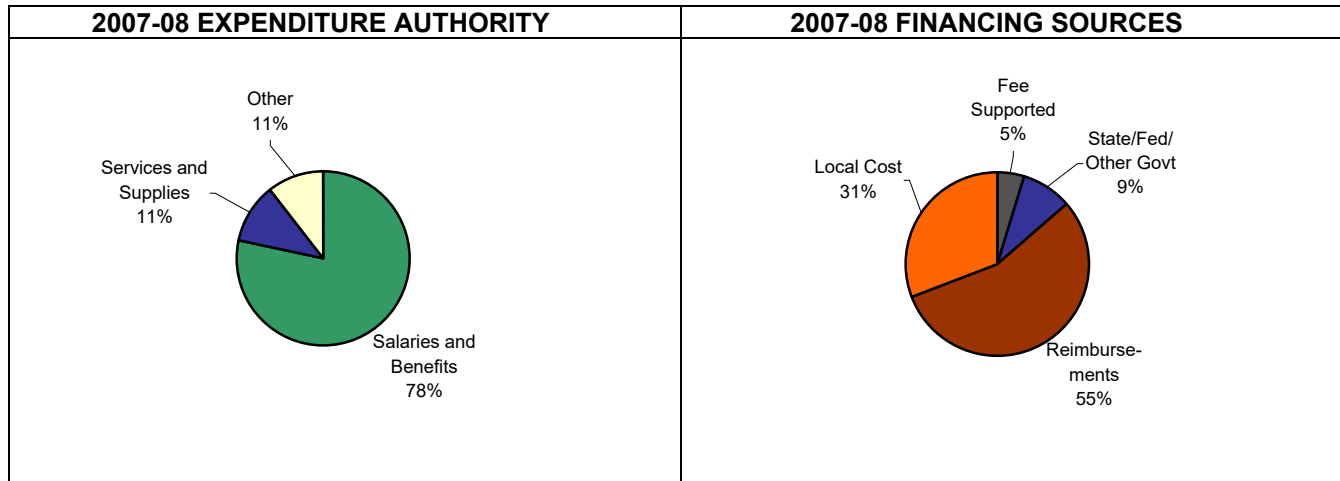 2007-08 EXPENDITURE AUTHORITY
Other
11%
Services and
Supplies
11%
Salaries and
Benefits
78%
2007-08 FINANCING SOURCES
Fee
Supported
5%
State/Fed/
Other Govt
9%
Local Cost
31%
Reimburse-
ments
55%